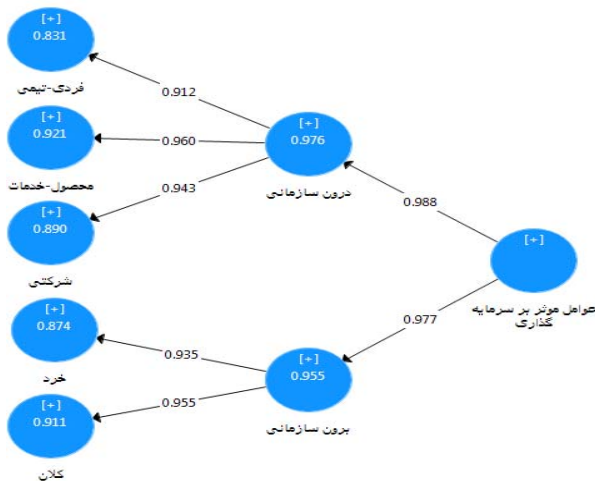 [+]
0.831
فردی-تیمی
[+]
0.921
محصول-خدمات
[+]
0.890
شرکتی
[+]
0.874
خرد
[+]
0.911
کلان
0.912
0.960
0.943
0.935
0.955
[+]
0.976
درون سازمانی
[+]
0.955
برون سازمانی
0.988
0.977
[+]
عوامل موثر بر سرمایه
گذاری